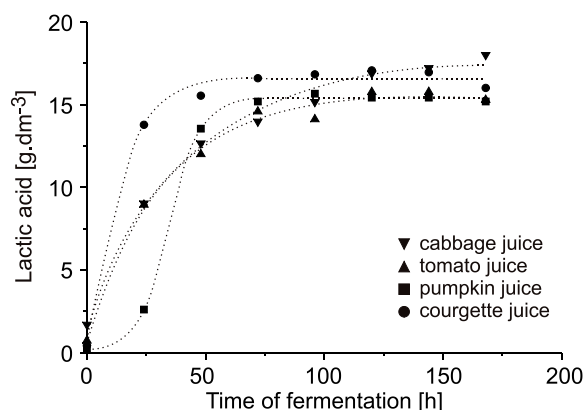 20
15
10
5
0
Lactic acid [g.dm-3]
▼ cabbage juice
▲ tomato juice
■ pumpkin juice
● courgette juice
0 50 100 150 200
Time of fermentation [h]